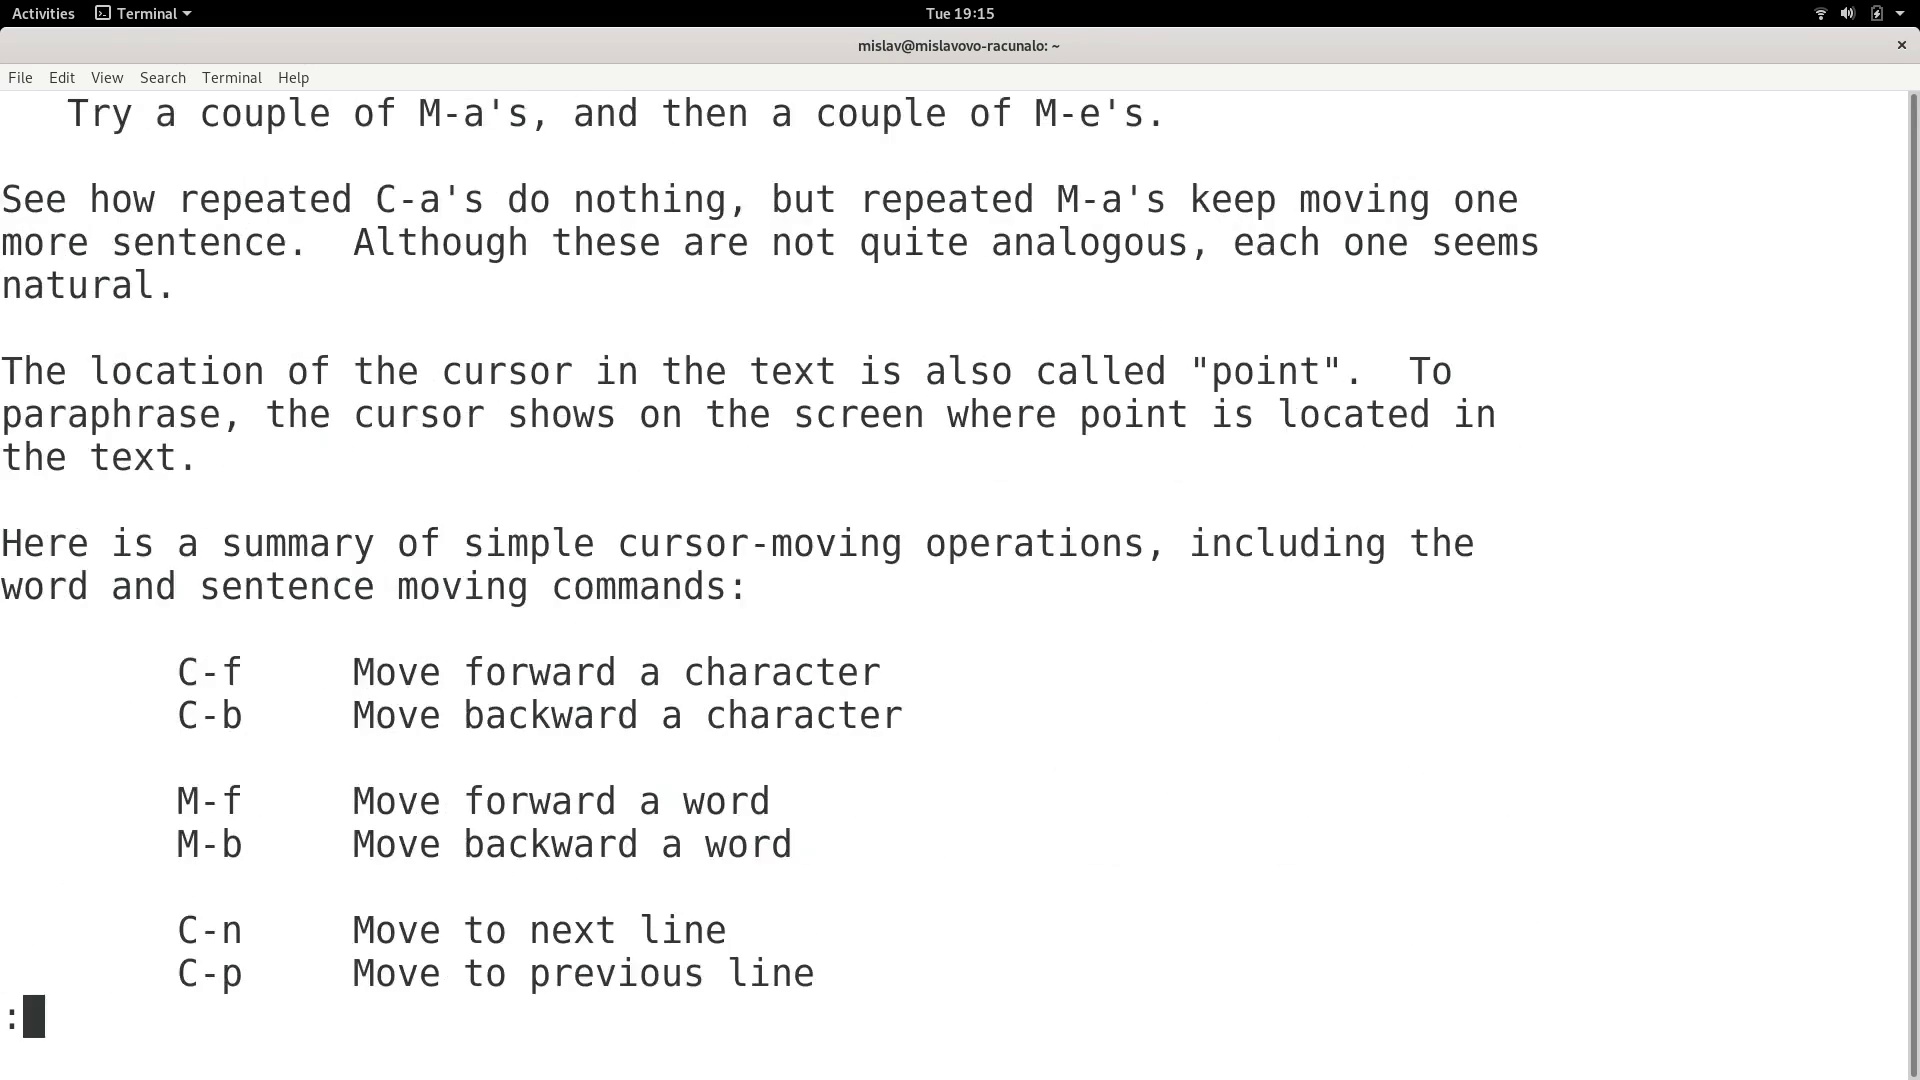 Activities Terminal Tue 19:15
mislav@mislavovo-racunalo: ~ ×
File Edit View Search Terminal Help
Try a couple of M-a's, and then a couple of M-e's.
See how repeated C-a's do nothing, but repeated M-a's keep moving one
more sentence.  Although these are not quite analogous, each one seems
natural.
The location of the cursor in the text is also called "point".  To
paraphrase, the cursor shows on the screen where point is located in
the text.
Here is a summary of simple cursor-moving operations, including the
word and sentence moving commands:
C-f     Move forward a character
C-b     Move backward a character
M-f     Move forward a word
M-b     Move backward a word
C-n     Move to next line
C-p     Move to previous line
: